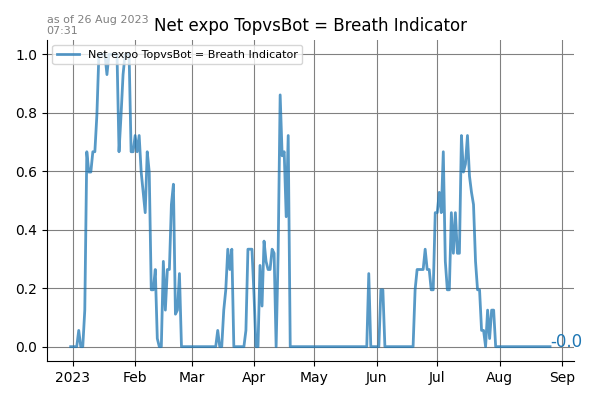 as of 26 Aug 2023
07:31
Net expo TopvsBot = Breath Indicator
Net expo TopvsBot = Breath Indicator
1.0
0.8
0.6
0.4
0.2
0.0
-0.0
2023 Feb Mar Apr May Jun Jul Aug Sep